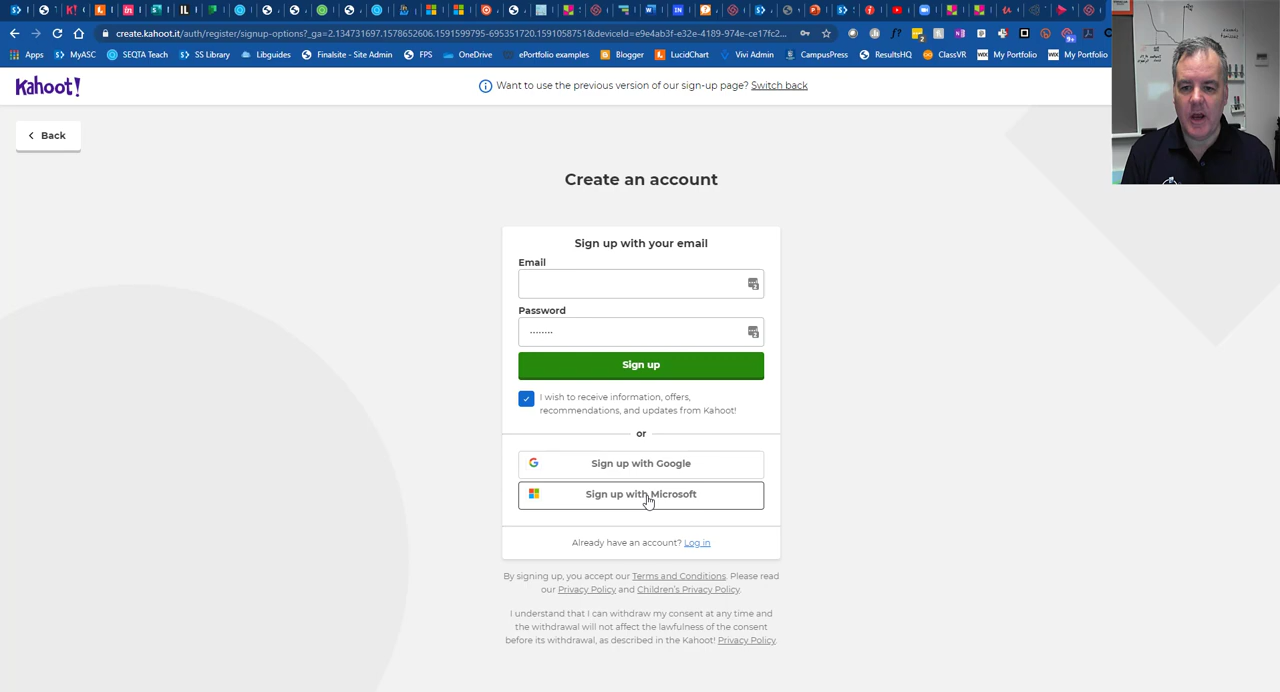 create.kahoot.it/auth/register/signup-options?_ga=2.134731697.1578652606.1591599795-695351720.1591058751&deviceId=e9e4ab3f-e32e-4189-974e-ce17fc2...
Apps MyASC SEQTA Teach SS Library Libguides Finalsite - Site Admin FPS OneDrive ePortfolio examples Blogger LucidChart Vivi Admin CampusPress ResultsHQ ClassVR My Portfolio My Portfolio
Kahoot!
Want to use the previous version of our sign-up page? Switch back
Back
Create an account
Sign up with your email
Email
Password
Sign up
I wish to receive information, offers,
recommendations, and updates from Kahoot!
or
Sign up with Google
Sign up with Microsoft
Already have an account? Log in
By signing up, you accept our Terms and Conditions. Please read
our Privacy Policy and Children's Privacy Policy.
I understand that I can withdraw my consent at any time and
the withdrawal will not affect the lawfulness of the consent
before its withdrawal, as described in the Kahoot! Privacy Policy.